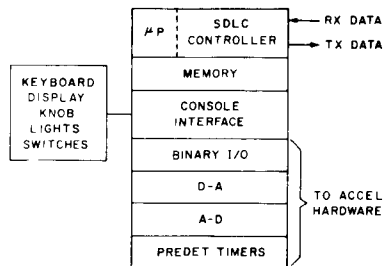 μP
SDLC
CONTROLLER
RX DATA
TX DATA
MEMORY
KEYBOARD
DISPLAY
KNOB
LIGHTS
SWITCHES
CONSOLE
INTERFACE
BINARY I/O
D-A
A-D
PREDET TIMERS
TO ACCEL
HARDWARE